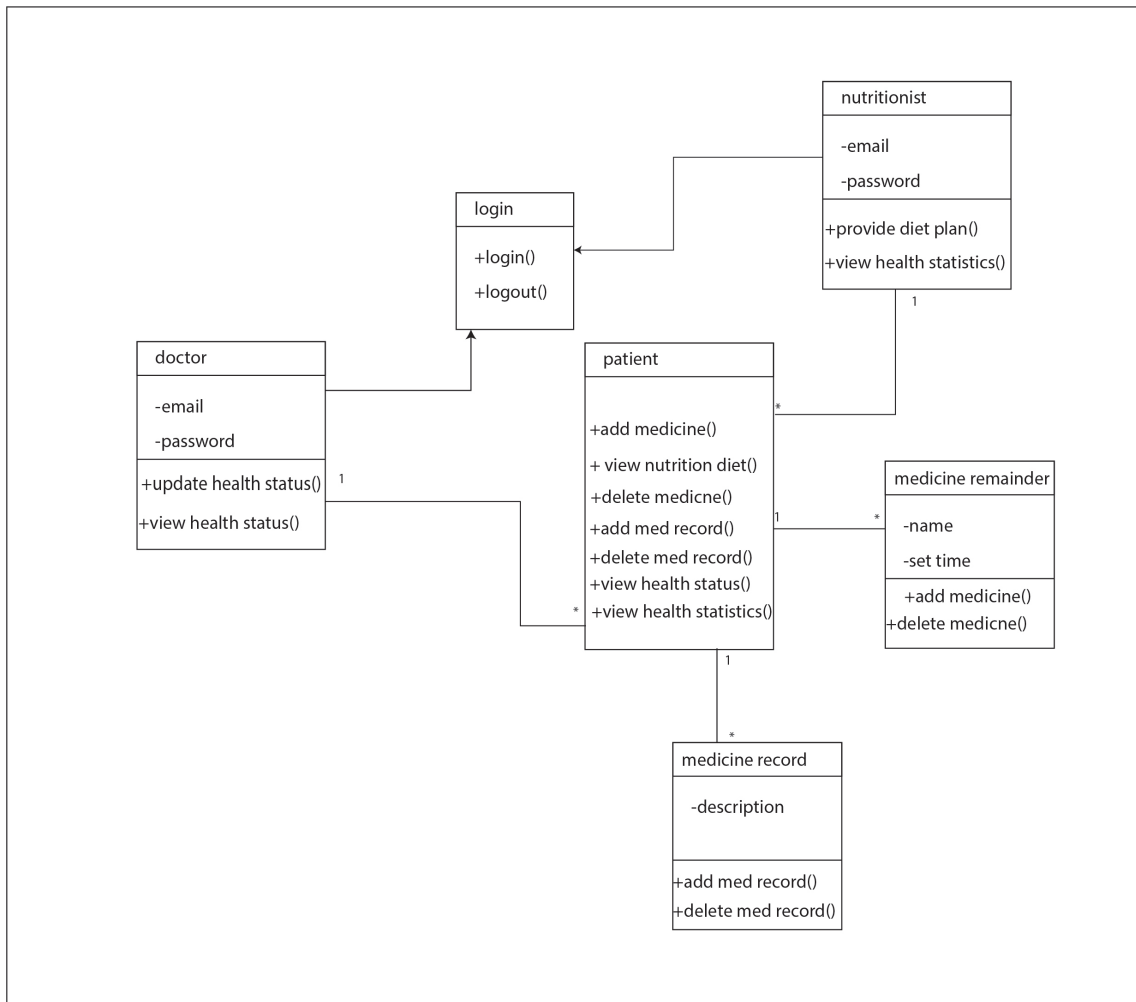 nutritionist
-email
-password
+provide diet plan()
+view health statistics()
1
login
+login()
+logout()
doctor
-email
-password
+update health status()
+view health status()
1
*
patient
+add medicine()
+ view nutrition diet()
+delete medicne()
+add med record()
+delete med record()
+view health status()
+view health statistics()
*
1
*
medicine remainder
-name
-set time
+add medicine()
+delete medicne()
1
*
medicine record
-description
+add med record()
+delete med record()